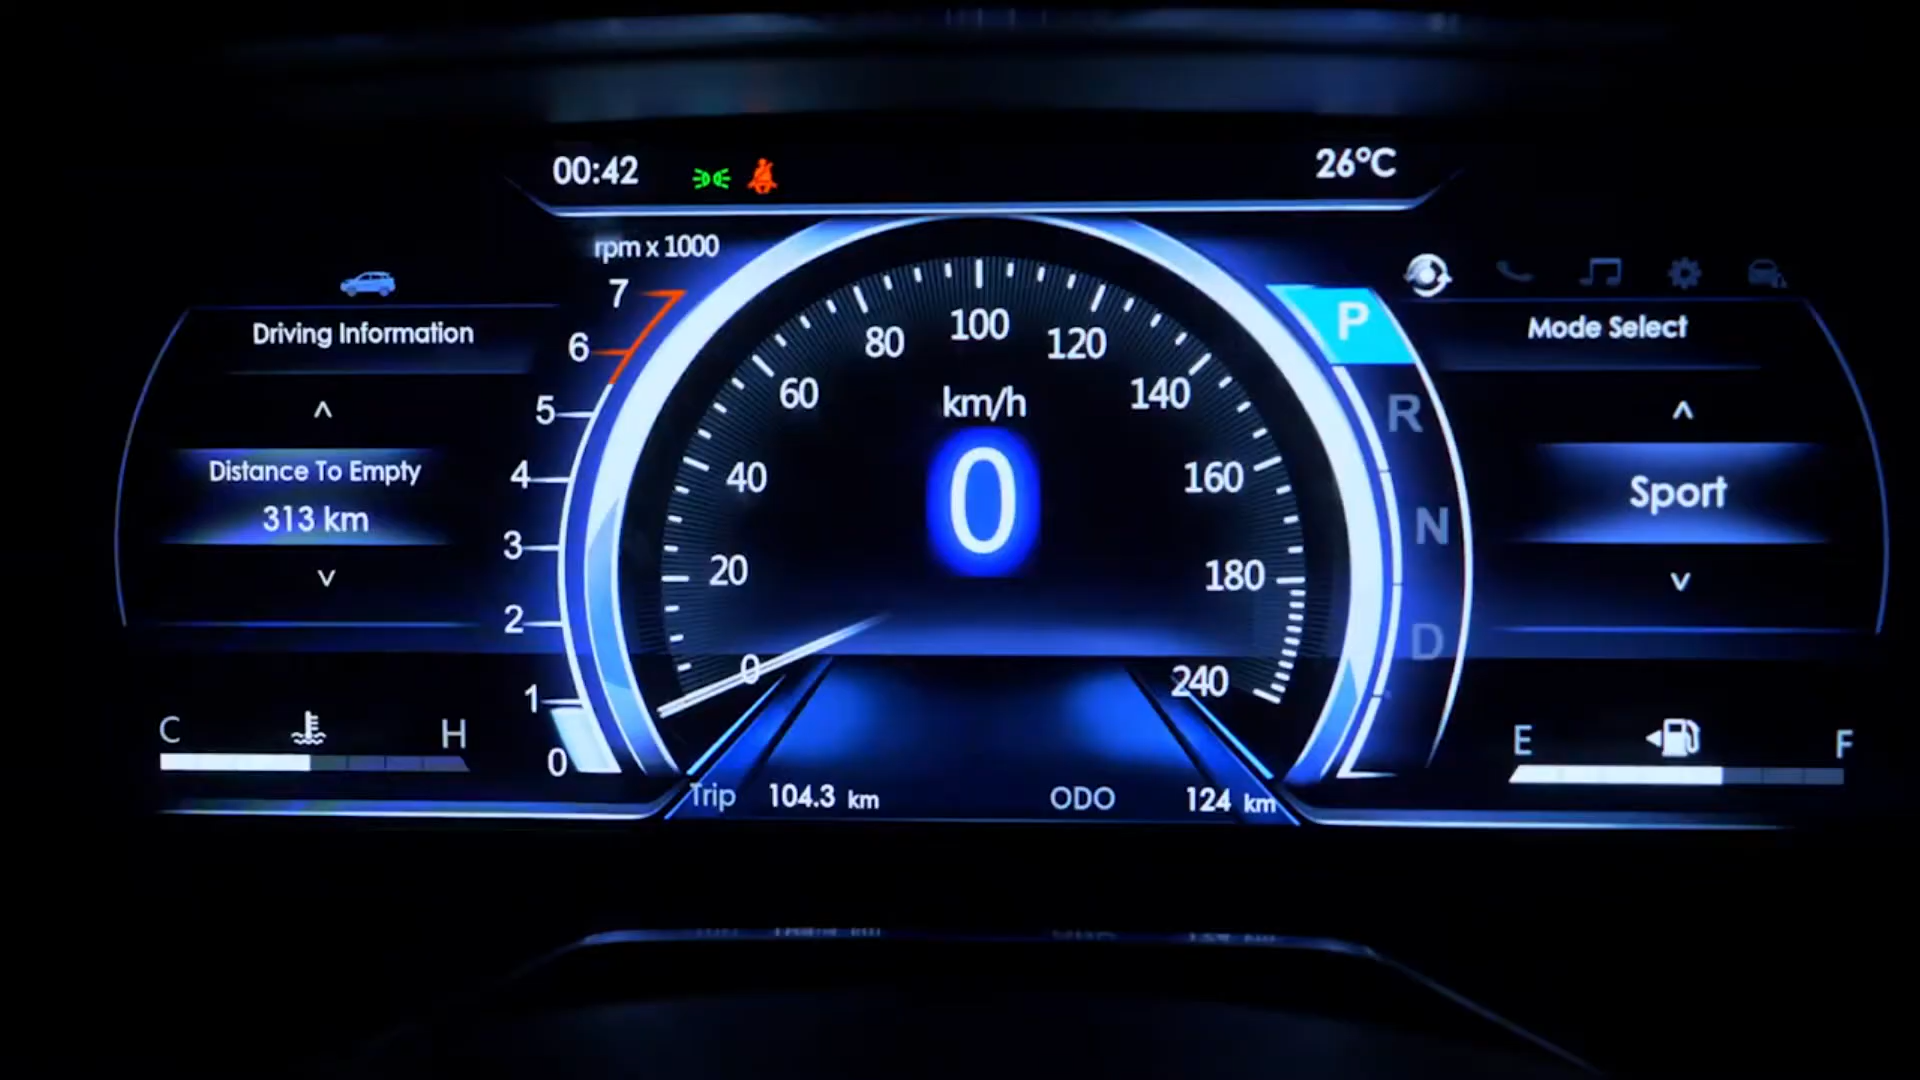 00:42
26°C
rpm x 1000
7
6
5
4
3
2
1
0
Driving Information
Distance To Empty
313 km
C
H
0
20
40
60
80
100
120
140
160
180
240
km/h
0
P
R
N
D
Mode Select
Sport
E
F
Trip 104.3 km
ODO 124 km